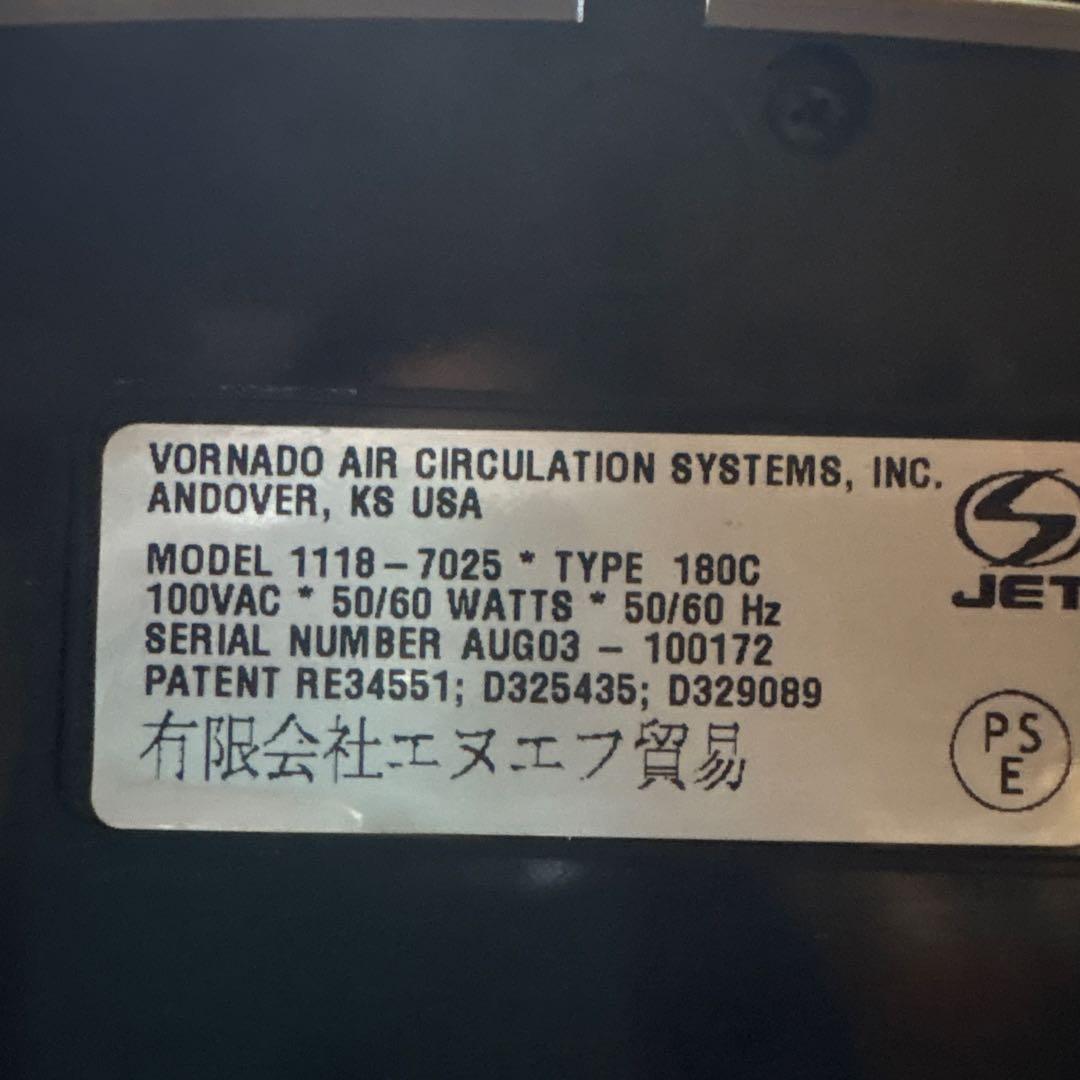 VORNADO AIR CIRCULATION SYSTEMS, INC.
ANDOVER, KS USA
MODEL 1118-7025 * TYPE 180C
100VAC * 50/60 WATTS * 50/60 Hz
SERIAL NUMBER AUG03 - 100172
PATENT RE34551; D325435; D329089
有限会社エヌエフ貿易
JET
PS
E